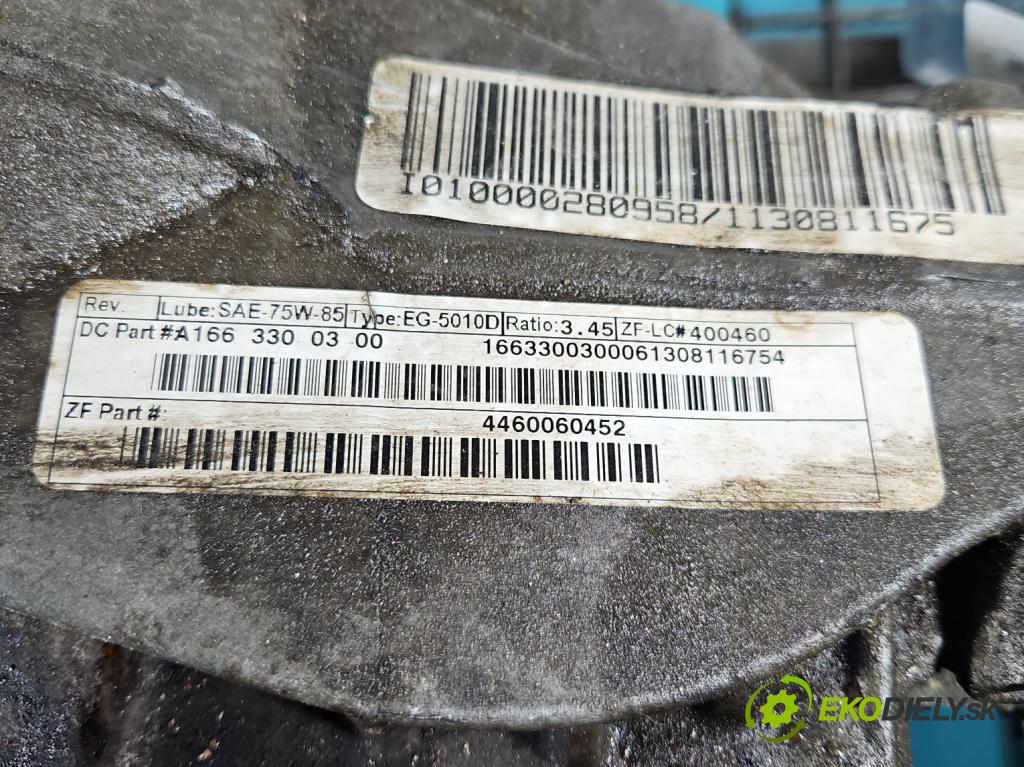 I010000280958/1130811675
Rev. Lube:SAE-75W-85 Type:EG-5010D Ratio:3.45 ZF-LC#400460
DC Part #A166 330 03 00 1663300300061308116754
ZF Part #: 4460060452
EKODIELY.SK